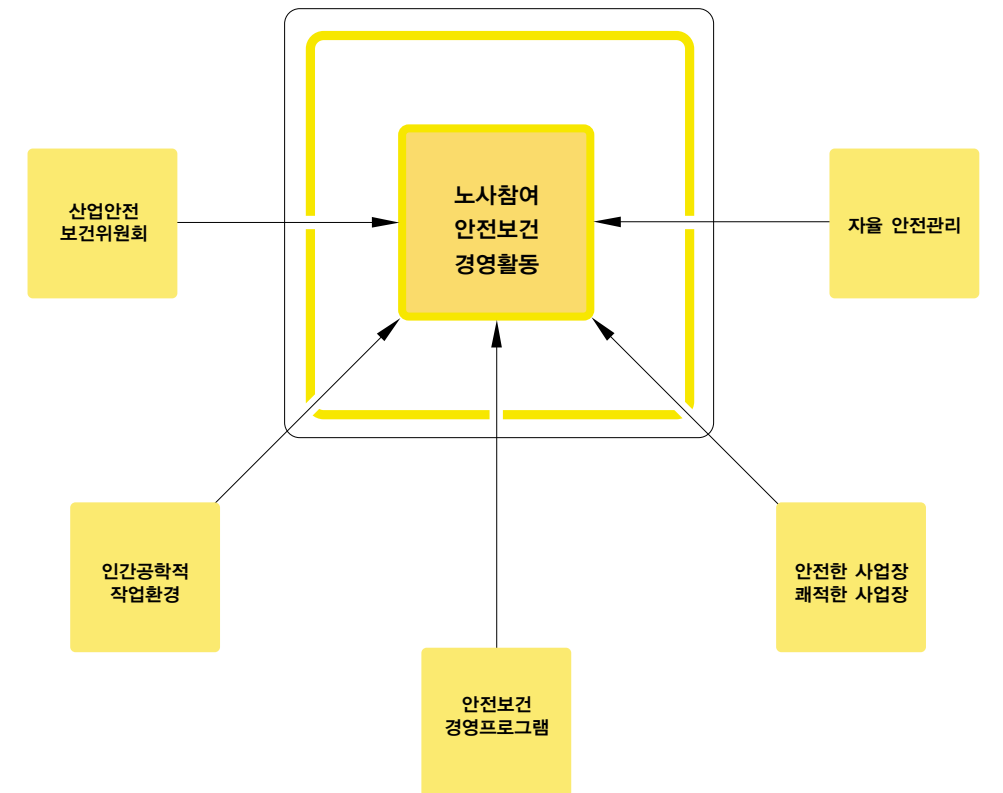 노사참여
안전보건
경영활동
산업안전
보건위원회
자율 안전관리
인간공학적
작업환경
안전한 사업장
쾌적한 사업장
안전보건
경영프로그램